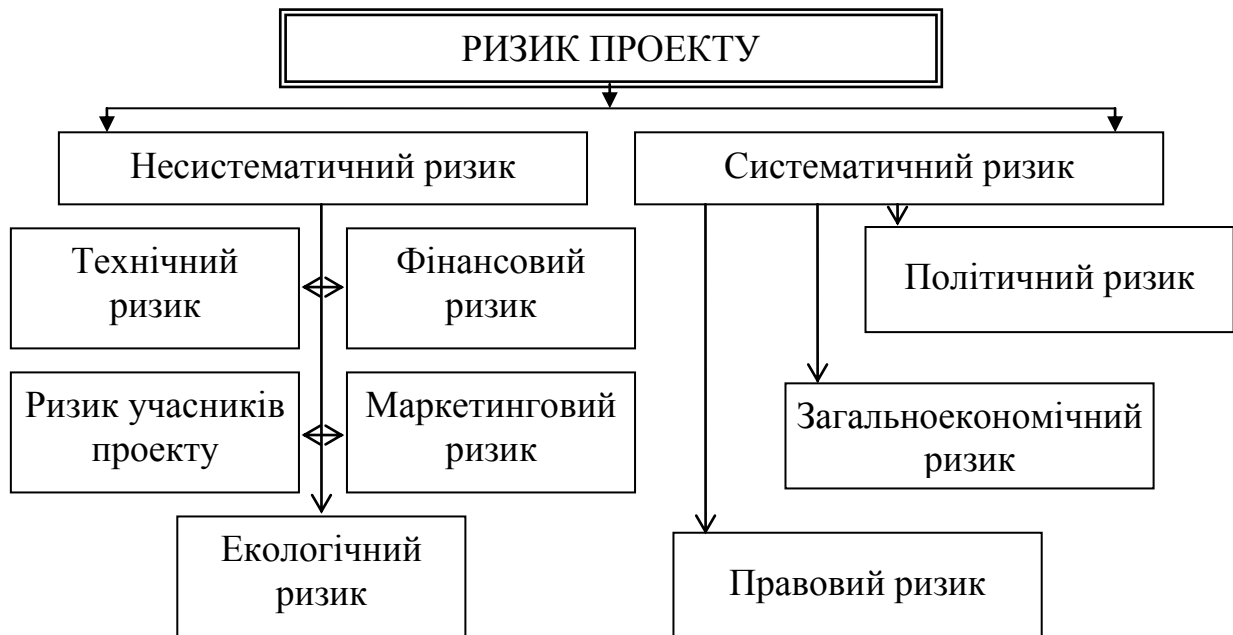 РИЗИК ПРОЕКТУ
Несистематичний ризик
Систематичний ризик
Технічний
ризик
Фінансовий
ризик
Політичний ризик
Ризик учасників
проекту
Маркетинговий
ризик
Загальноекономічний
ризик
Екологічний
ризик
Правовий ризик